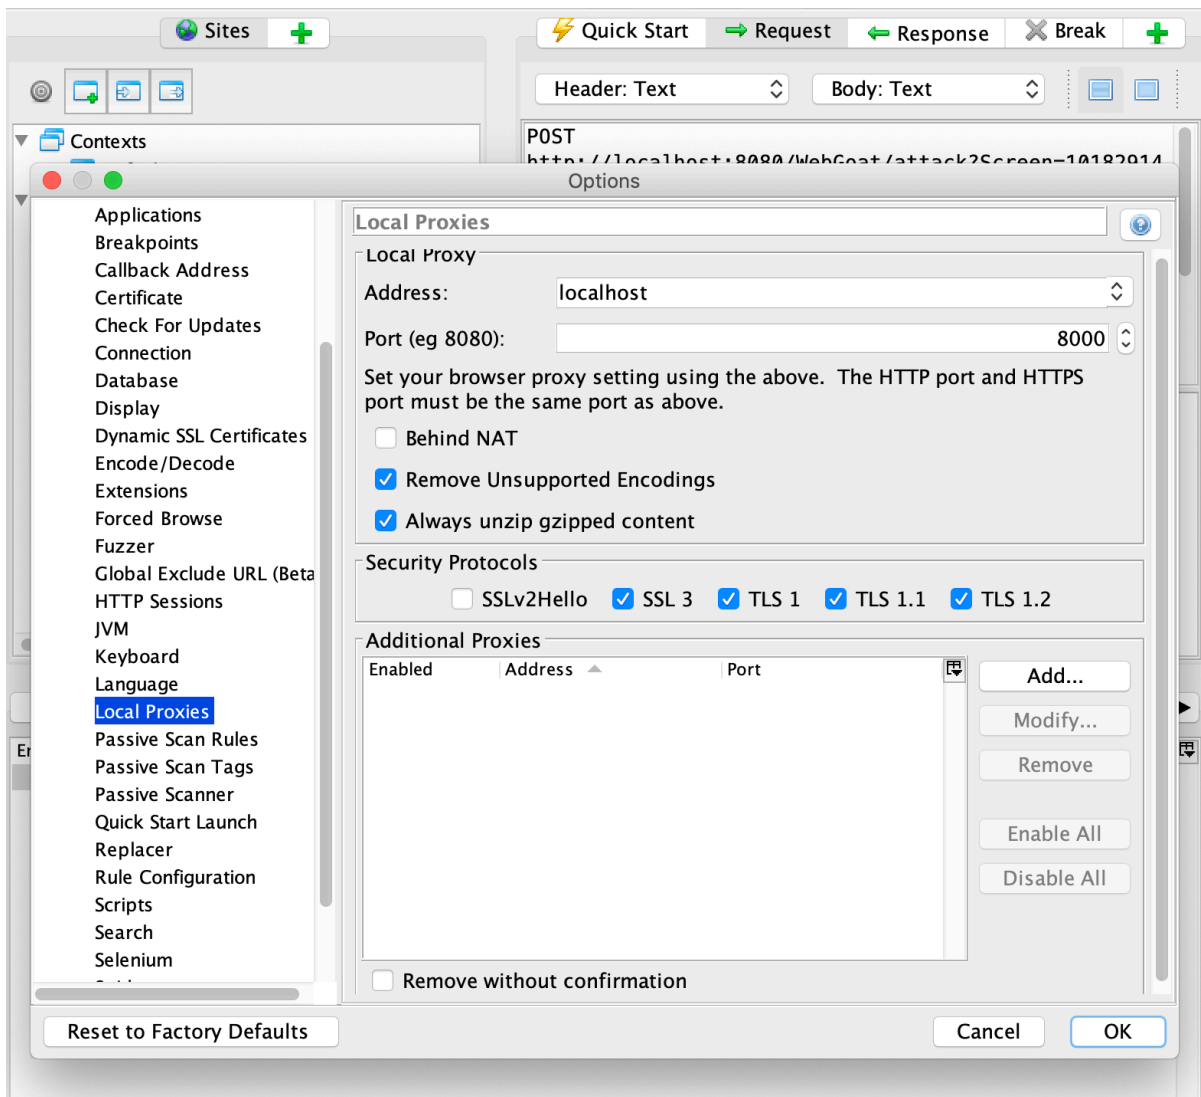 Sites
Quick Start
Request
Response
Break
Header: Text
Body: Text
Contexts
POST
http://localhost:8080/WebGoat/attack?Screen=10182914
Options
Applications
Breakpoints
Callback Address
Certificate
Check For Updates
Connection
Database
Display
Dynamic SSL Certificates
Encode/Decode
Extensions
Forced Browse
Fuzzer
Global Exclude URL (Beta
HTTP Sessions
JVM
Keyboard
Language
Local Proxies
Passive Scan Rules
Passive Scan Tags
Passive Scanner
Quick Start Launch
Replacer
Rule Configuration
Scripts
Search
Selenium
Local Proxies
Local Proxy
Address:
localhost
Port (eg 8080):
8000
Set your browser proxy setting using the above. The HTTP port and HTTPS
port must be the same port as above.
Behind NAT
Remove Unsupported Encodings
Always unzip gzipped content
Security Protocols
SSLv2Hello SSL 3 TLS 1 TLS 1.1 TLS 1.2
Additional Proxies
Enabled Address Port
Add...
Modify...
Remove
Enable All
Disable All
Remove without confirmation
Reset to Factory Defaults
Cancel
OK